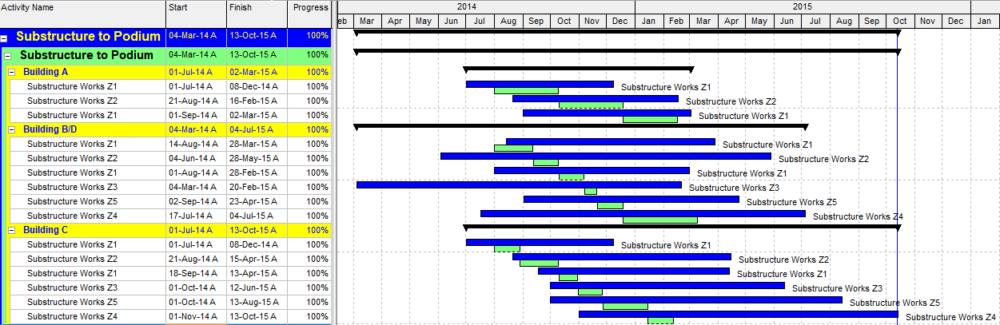 Activity Name Start Finish Progress 2014 2015
eb Mar Apr May Jun Jul Aug Sep Oct Nov Dec Jan Feb Mar Apr May Jun Jul Aug Sep Oct Nov Dec Jan
Substructure to Podium 04-Mar-14 A 13-Oct-15 A 100%
Substructure to Podium 04-Mar-14 A 13-Oct-15 A 100%
Building A 01-Jul-14 A 02-Mar-15 A 100%
Substructure Works Z1 01-Jul-14 A 08-Dec-14 A 100% Substructure Works Z1
Substructure Works Z2 21-Aug-14 A 16-Feb-15 A 100% Substructure Works Z2
Substructure Works Z1 01-Sep-14 A 02-Mar-15 A 100% Substructure Works Z1
Building B/D 04-Mar-14 A 04-Jul-15 A 100%
Substructure Works Z1 14-Aug-14 A 28-Mar-15 A 100% Substructure Works Z1
Substructure Works Z2 04-Jun-14 A 28-May-15 A 100% Substructure Works Z2
Substructure Works Z1 01-Aug-14 A 28-Feb-15 A 100% Substructure Works Z1
Substructure Works Z3 04-Mar-14 A 20-Feb-15 A 100% Substructure Works Z3
Substructure Works Z5 02-Sep-14 A 23-Apr-15 A 100% Substructure Works Z5
Substructure Works Z4 17-Jul-14 A 04-Jul-15 A 100% Substructure Works Z4
Building C 01-Jul-14 A 13-Oct-15 A 100%
Substructure Works Z1 01-Jul-14 A 08-Dec-14 A 100% Substructure Works Z1
Substructure Works Z2 21-Aug-14 A 15-Apr-15 A 100% Substructure Works Z2
Substructure Works Z1 18-Sep-14 A 13-Apr-15 A 100% Substructure Works Z1
Substructure Works Z3 01-Oct-14 A 12-Jun-15 A 100% Substructure Works Z3
Substructure Works Z5 01-Oct-14 A 13-Aug-15 A 100% Substructure Works Z5
Substructure Works Z4 01-Nov-14 A 13-Oct-15 A 100% Substructure Works Z4